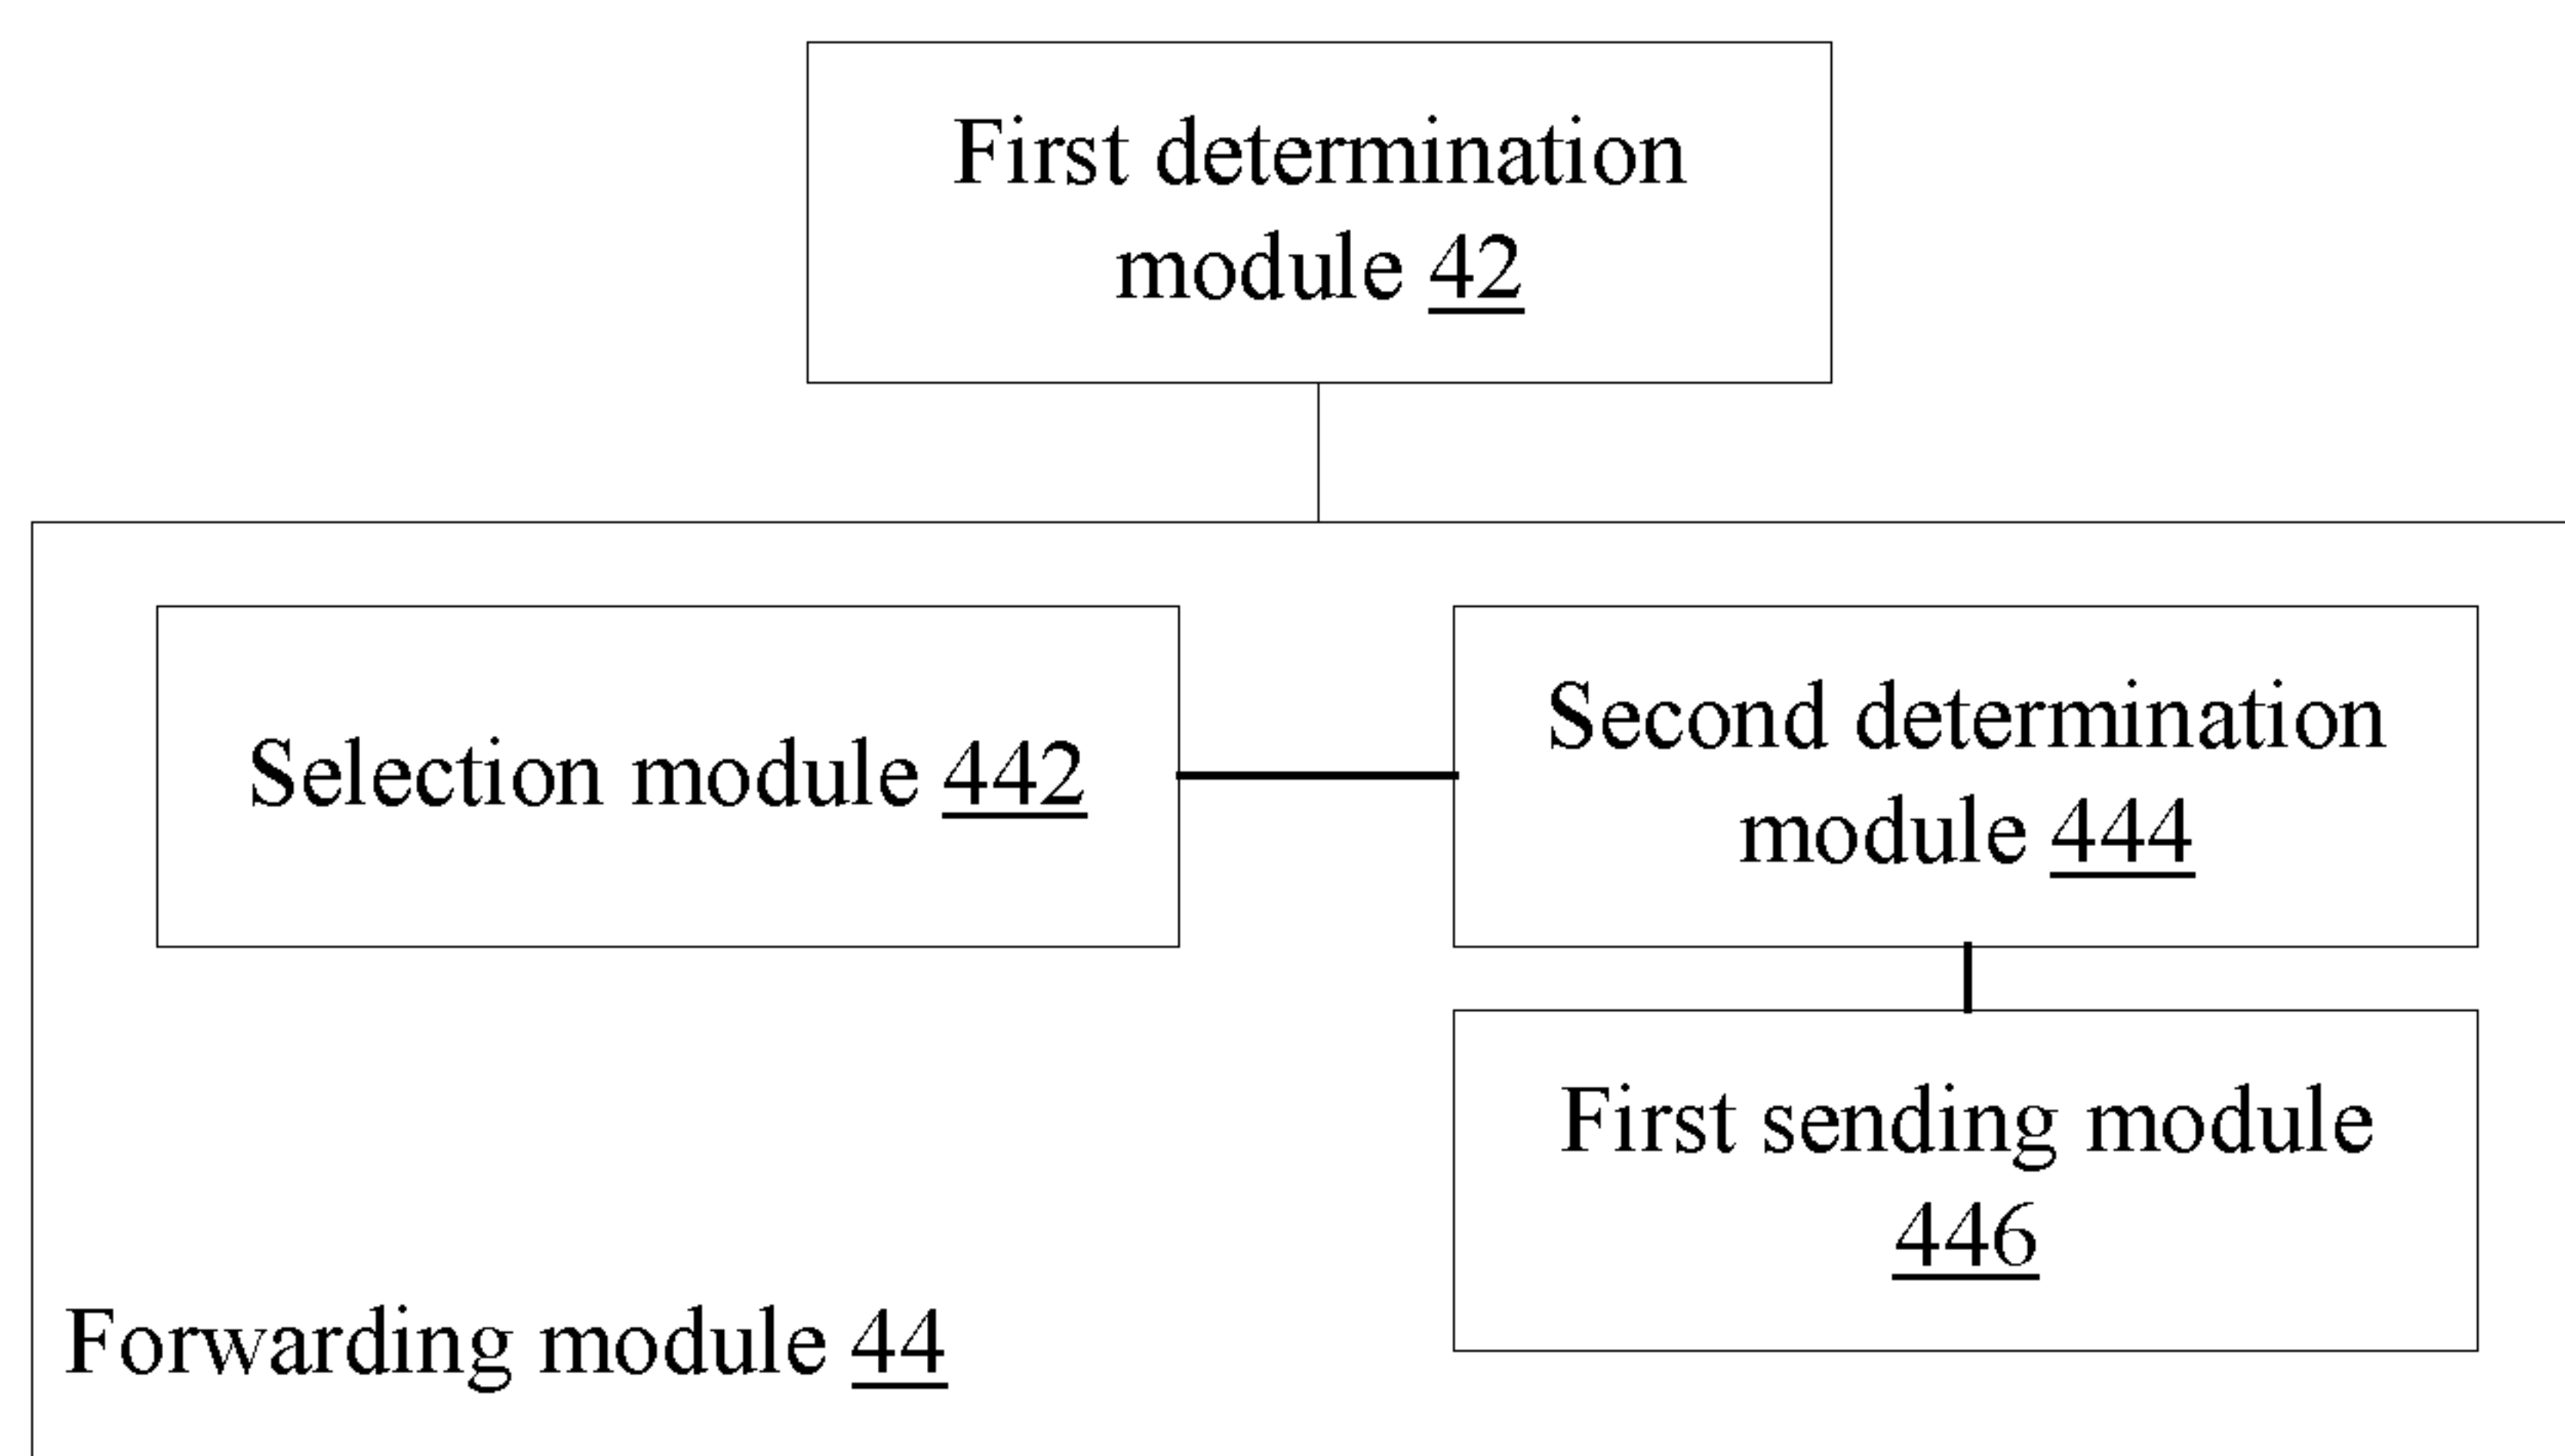 First determination
module 42
Selection module 442
Second determination
module 444
First sending module
446
Forwarding module 44